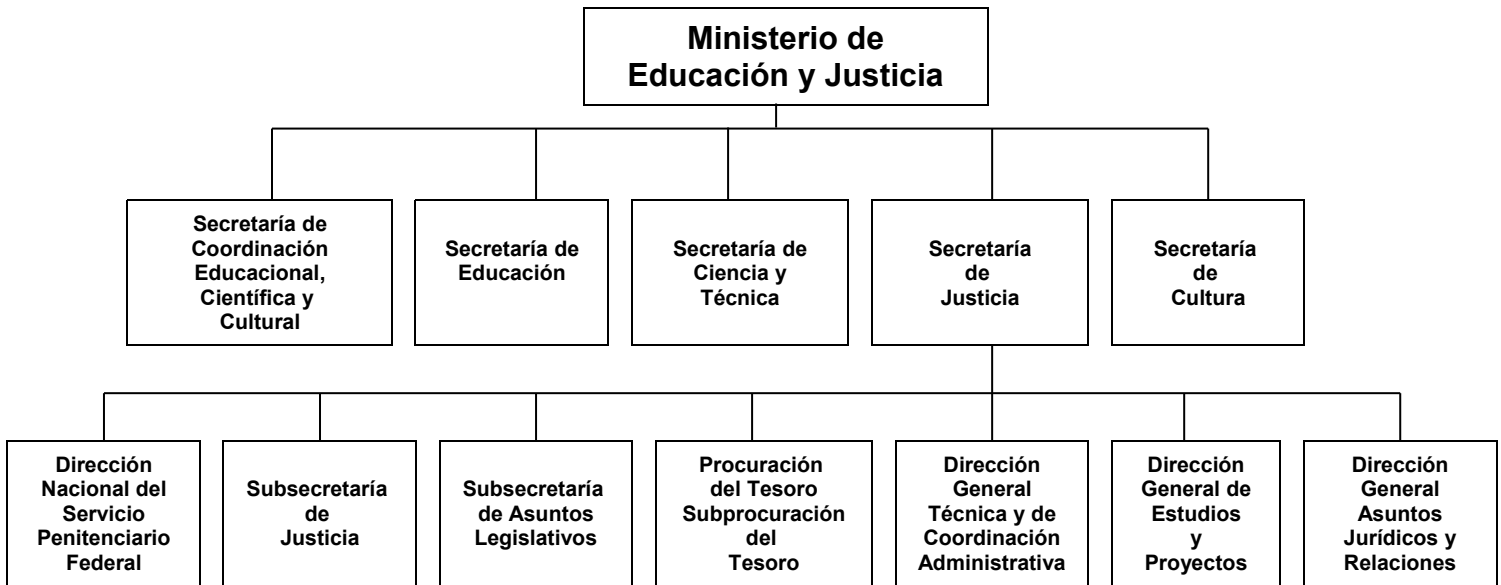 Ministerio de
Educación y Justicia
Secretaría de
Coordinación
Educacional,
Científica y
Cultural
Secretaría de
Educación
Secretaría de
Ciencia y
Técnica
Secretaría
de
Justicia
Secretaría
de
Cultura
Dirección
Nacional del
Servicio
Penitenciario
Federal
Subsecretaría
de
Justicia
Subsecretaría
de Asuntos
Legislativos
Procuración
del Tesoro
Subprocuración
del
Tesoro
Dirección
General
Técnica y de
Coordinación
Administrativa
Dirección
General de
Estudios
y
Proyectos
Dirección
General
Asuntos
Jurídicos y
Relaciones